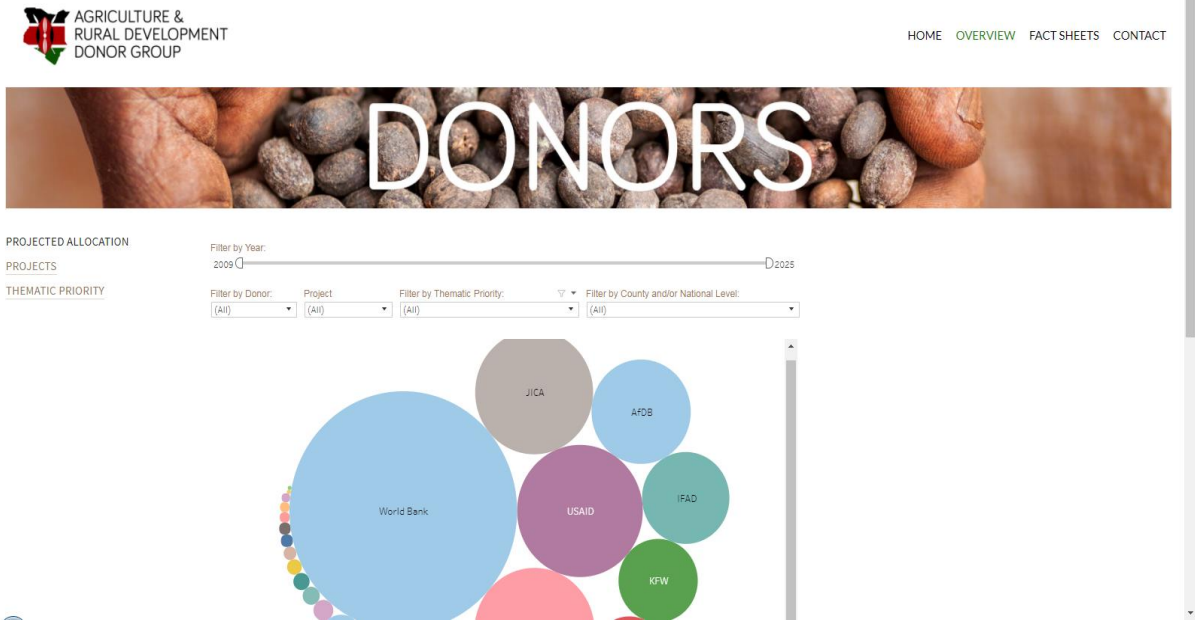 AGRICULTURE &
RURAL DEVELOPMENT
DONOR GROUP
HOME OVERVIEW FACT SHEETS CONTACT
DONORS
PROJECTED ALLOCATION
PROJECTS
THEMATIC PRIORITY
Filter by Year:
2009 2025
Filter by Donor: Project Filter by Thematic Priority: Filter by County and/or National Level:
(All) (All) (All) (All)
JICA
AfDB
IFAD
World Bank USAID
KFW